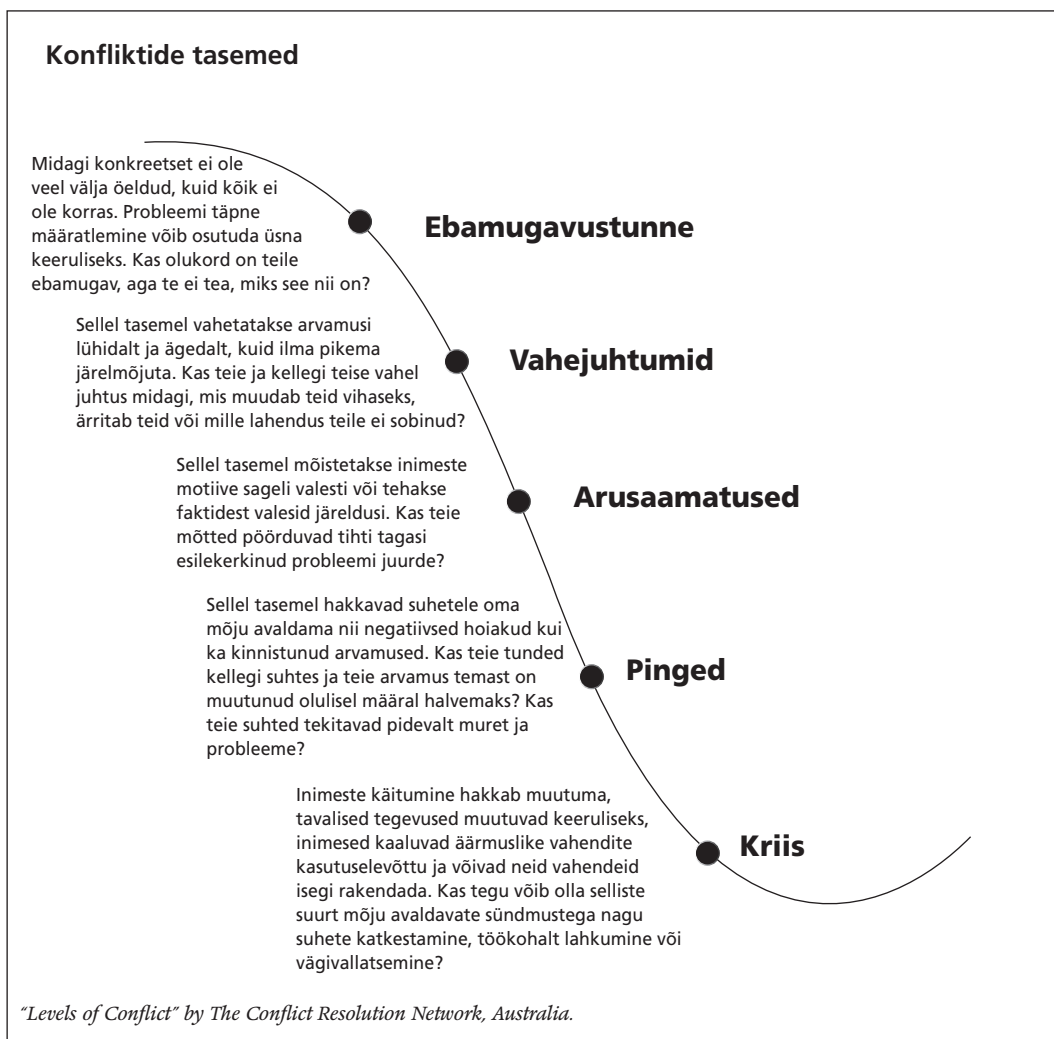 Konfliktide tasemed
Midagi konkreetset ei ole
veel välja öeldud, kuid kõik ei
ole korras. Probleemi täpne
määratlemine võib osutuda üsna
keeruliseks. Kas olukord on teile
ebamugav, aga te ei tea, miks see nii on?
Ebamugavustunne
Sellel tasemel vahetatakse arvamusi
lühidalt ja ägedalt, kuid ilma pikema
järelmõjuta. Kas teie ja kellegi teise vahel
juhtus midagi, mis muudab teid vihaseks,
ärritab teid või mille lahendus teile ei sobinud?
Vahejuhtumid
Sellel tasemel mõistetakse inimeste
motiive sageli valesti või tehakse
faktidest valesid järeldusi. Kas teie
mõtted pöörduvad tihti tagasi
esilekerkinud probleemi juurde?
Arusaamatused
Sellel tasemel hakkavad suhetele oma
mõju avaldama nii negatiivsed hoiakud kui
ka kinnistunud arvamused. Kas teie tunded
kellegi suhtes ja teie arvamus temast on
muutunud olulisel määral halvemaks? Kas
teie suhted tekitavad pidevalt muret ja
probleeme?
Pinged
Inimeste käitumine hakkab muutuma,
tavalised tegevused muutuvad keeruliseks,
inimesed kaaluvad äärmuslike vahendite
kasutuselevõttu ja võivad neid vahendeid
isegi rakendada. Kas tegu võib olla selliste
suurt mõju avaldavate sündmustega nagu
suhete katkestamine, töökohalt lahkumine või
vägivallatsemine?
Kriis
“Levels of Conflict” by The Conflict Resolution Network, Australia.